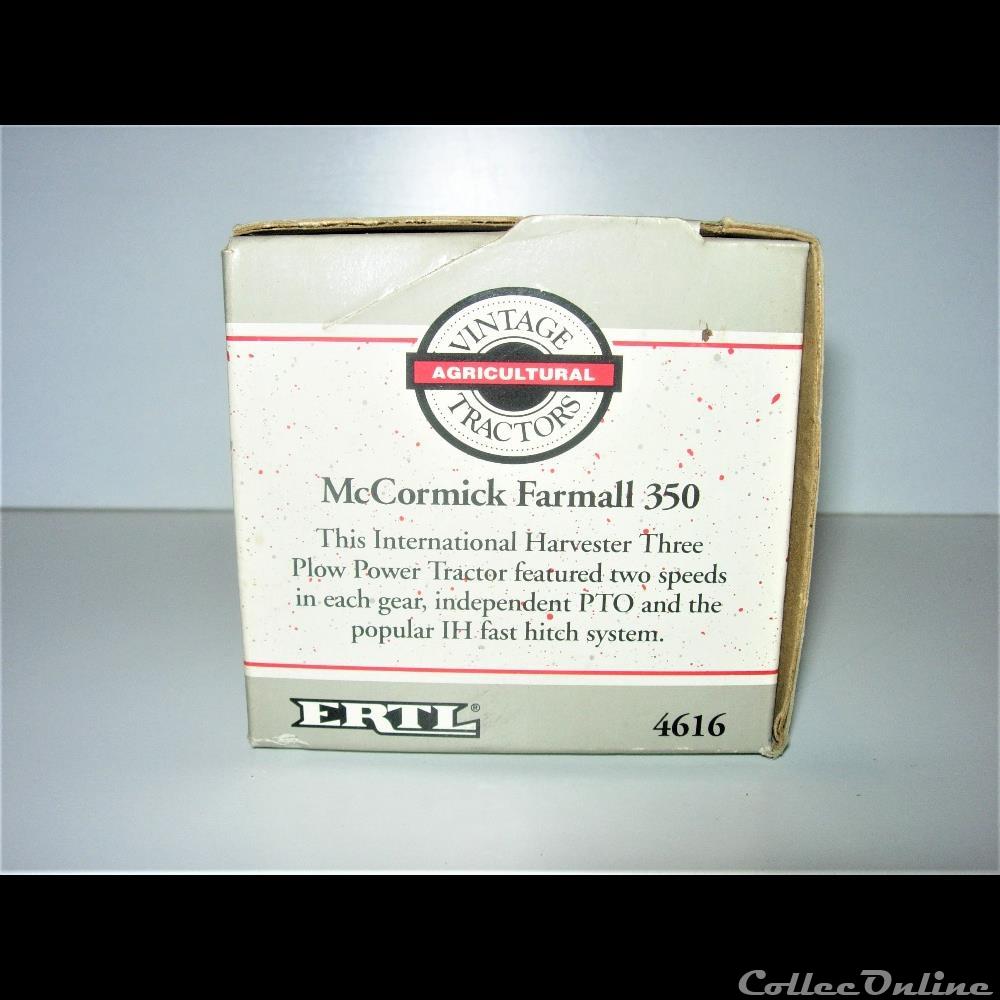 VINTAGE
AGRICULTURAL
TRACTORS
McCormick Farmall 350
This International Harvester Three
Plow Power Tractor featured two speeds
in each gear, independent PTO and the
popular IH fast hitch system.
ERTL® 4616
CollecOnline